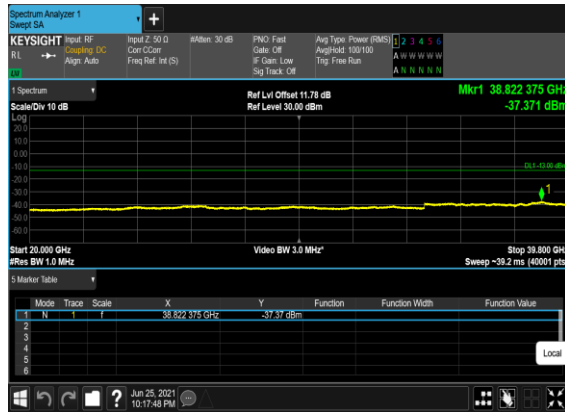 Spectrum Analyzer 1
Swept SA
+
KEYSIGHT Input: RF Input Z: 50 Ω #Atten: 30 dB PNO: Fast Avg Type: Power (RMS) 1 2 3 4 5 6
RL Coupling: DC Corr CCorr Gate: Off Avg|Hold: 100/100 A W W W W W
Align: Auto Freq Ref: Int (S) IF Gain: Low Trig: Free Run
Sig Track: Off A N N N N N
1 Spectrum Ref Lvl Offset 11.78 dB Mkr1 38.822 375 GHz
Scale/Div 10 dB Ref Level 30.00 dBm -37.371 dBm
Log
20.0
10.0
0.00
-10.0 DL1 -13.00 dBm
-20.0
-30.0 1
-40.0
-50.0
-60.0
Start 20.000 GHz Video BW 3.0 MHz* Stop 39.800 GHz
#Res BW 1.0 MHz Sweep ~39.2 ms (40001 pts)
5 Marker Table
Mode Trace Scale X Y Function Function Width Function Value
1 N 1 f 38.822 375 GHz -37.37 dBm
2
3
4
5
6
Local
? Jun 25, 2021
10:17:48 PM